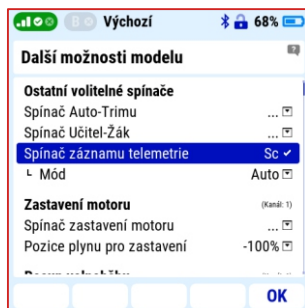 B Výchozí 68%
Další možnosti modelu ?
Ostatní volitelné spínače
Spínač Auto-Trimu ...
Spínač Učitel-Žák ...
Spínač záznamu telemetrie Sc
Mód Auto
Zastavení motoru (Kanál: 1)
Spínač zastavení motoru ...
Pozice plynu pro zastavení -100%
OK